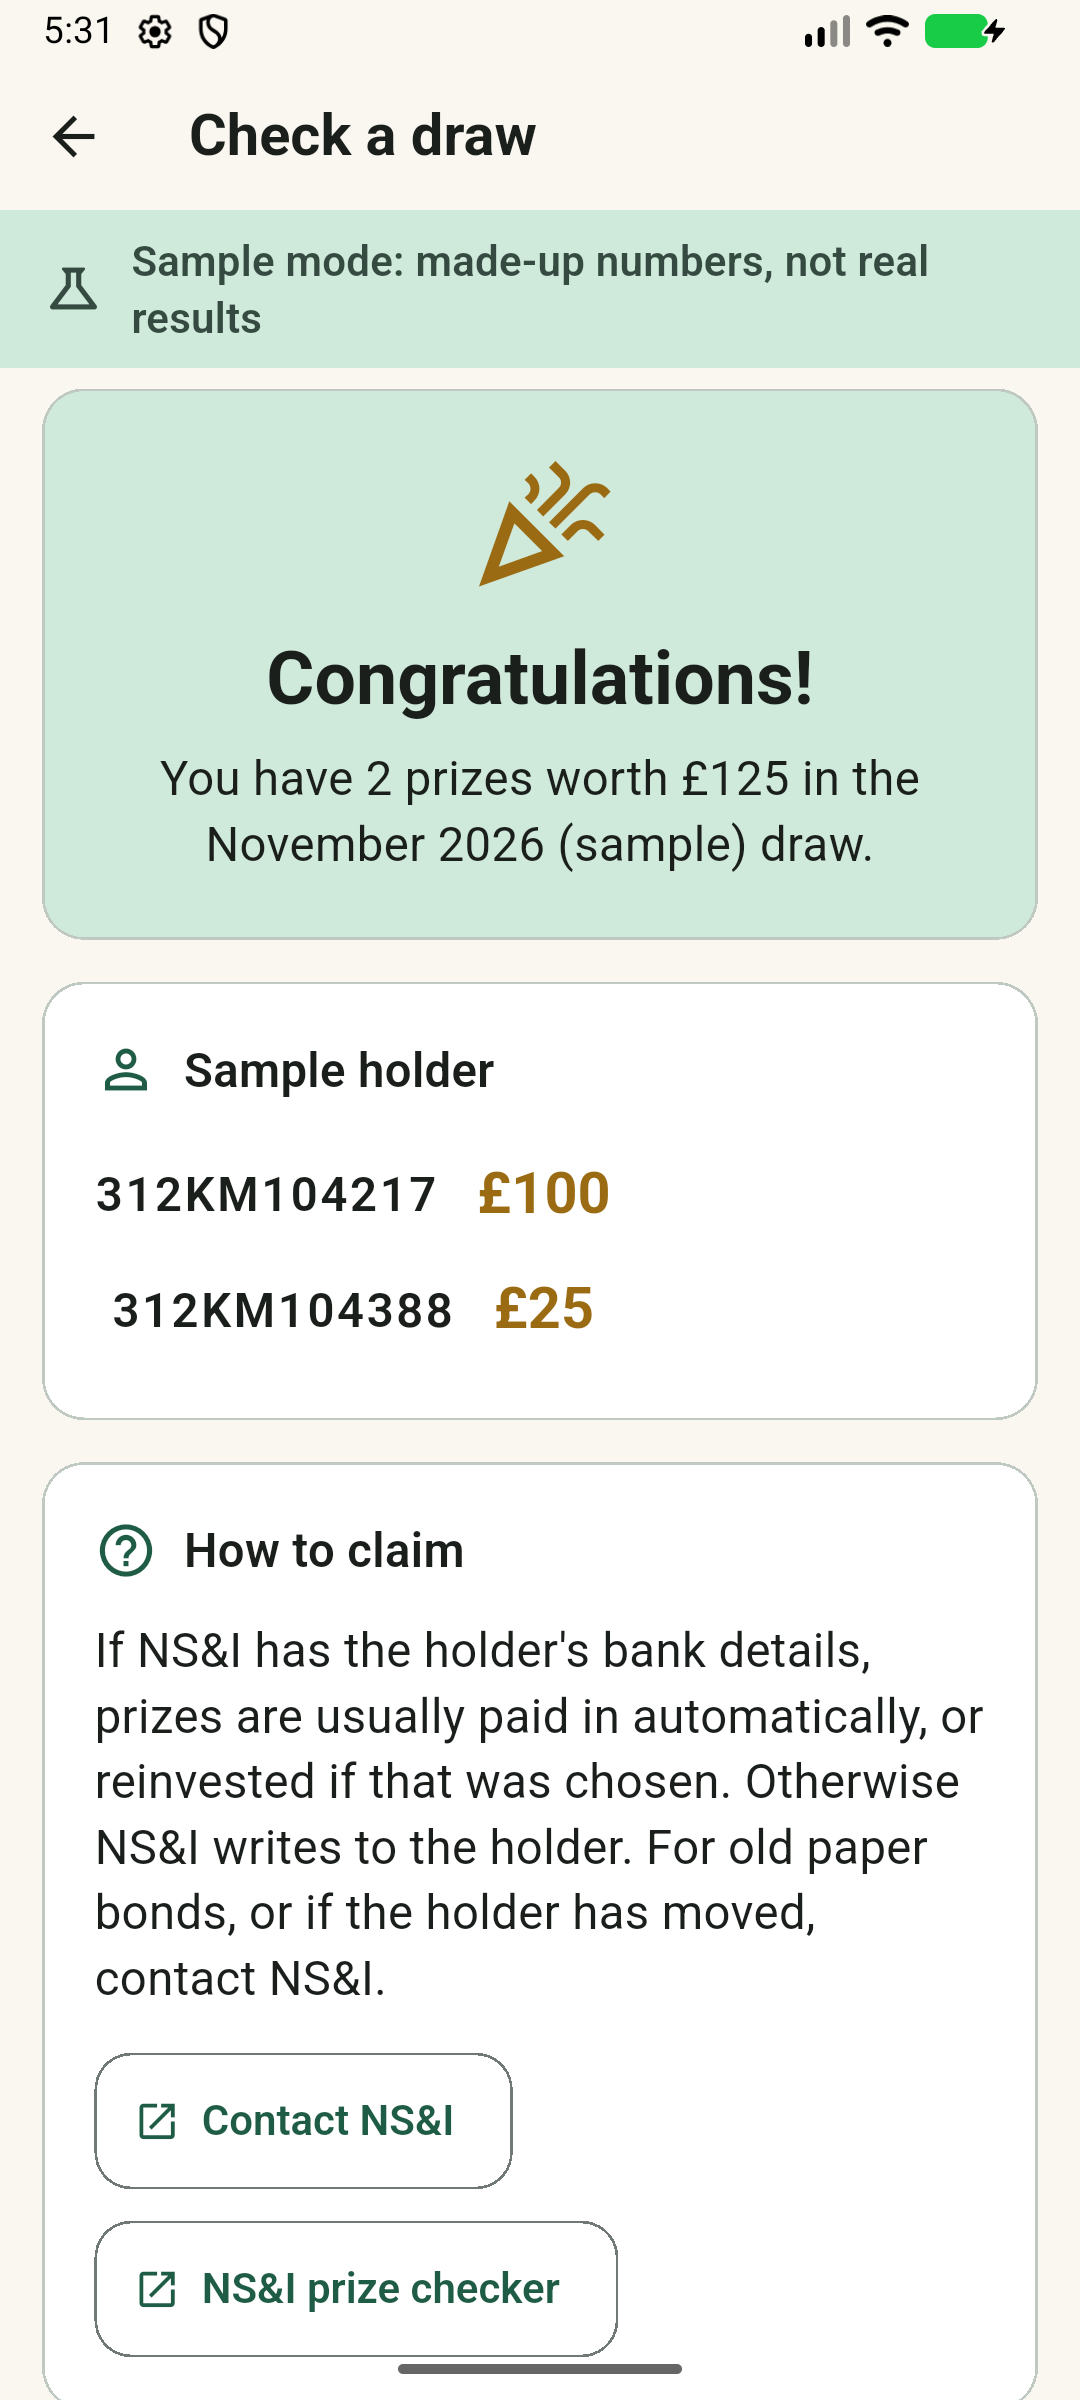 5:31
Check a draw
Sample mode: made-up numbers, not real
results
Congratulations!
You have 2 prizes worth £125 in the
November 2026 (sample) draw.
Sample holder
312KM104217 £100
312KM104388 £25
How to claim
If NS&I has the holder's bank details,
prizes are usually paid in automatically, or
reinvested if that was chosen. Otherwise
NS&I writes to the holder. For old paper
bonds, or if the holder has moved,
contact NS&I.
Contact NS&I
NS&I prize checker